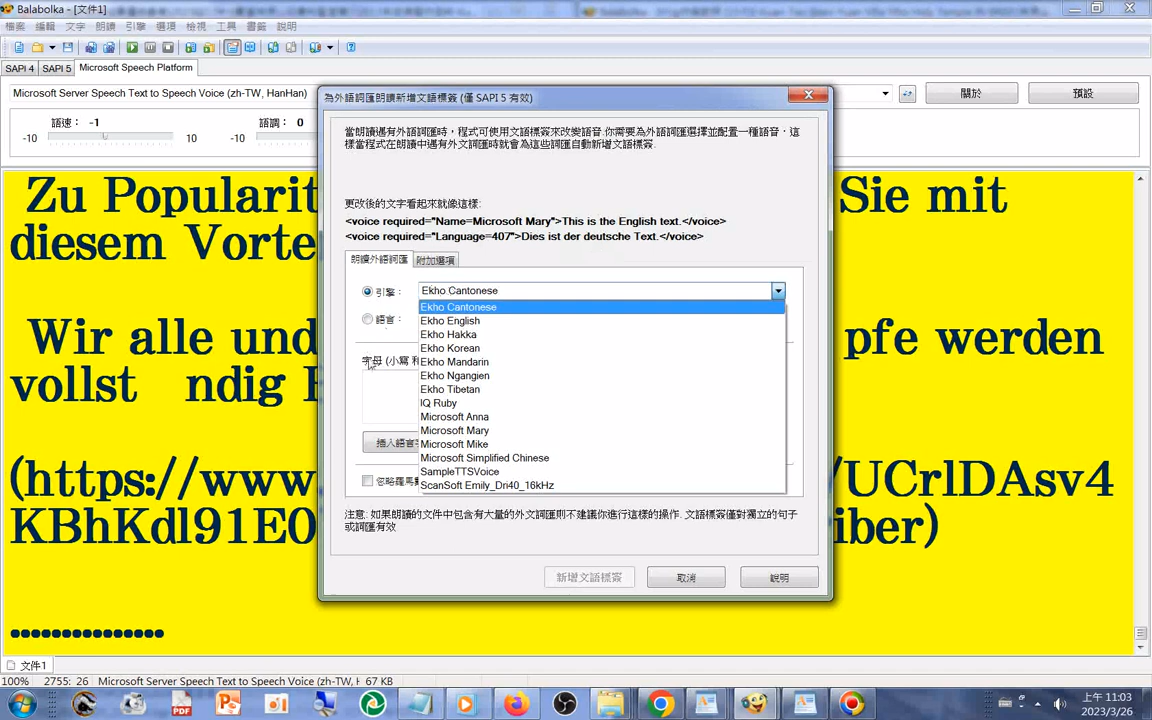 Balabolka - [文件1]
檔案 編輯 文字 朗讀 引擎 選項 檢視 工具 書籤 說明
SAPI 4 SAPI 5 Microsoft Speech Platform
Microsoft Server Speech Text to Speech Voice (zh-TW, HanHan)
關於 預設
語速: -1
語調: 0
-10 10 -10
Zu Popularit
Sie mit
diesem Vorte
Wir alle und
pfe werden
vollst ndig
(https://www
/UCrlDAsv4
KBhKdl91E0
iber)
為外語詞匯朗讀新增文語標簽 (僅 SAPI 5 有效)
當朗讀遇有外語詞匯時，程式可使用文語標簽來改變語音.你需要為外語詞匯選擇並配置一種語音，這
樣當程式在朗讀中遇有外文詞匯時就會為這些詞匯自動新增文語標簽.
更改後的文字看起來就像這樣:
<voice required="Name=Microsoft Mary">This is the English text.</voice>
<voice required="Language=407">Dies ist der deutsche Text.</voice>
朗讀外語詞匯 附加選項
引擎： Ekho Cantonese
語言：
Ekho Cantonese
Ekho English
Ekho Hakka
Ekho Korean
Ekho Mandarin
Ekho Ngangien
Ekho Tibetan
IQ Ruby
Microsoft Anna
Microsoft Mary
Microsoft Mike
Microsoft Simplified Chinese
SampleTTSVoice
ScanSoft Emily_Dri40_16kHz
字母 (小寫
插入語言
忽略羅馬
注意: 如果朗讀的文件中包含有大量的外文詞匯則不建議你進行這樣的操作. 文語標簽僅對獨立的句子
或詞匯有效
新增文語標簽 取消 說明
文件1
100% 2755: 26 Microsoft Server Speech Text to Speech Voice (zh-TW, H 67 KB
PDF
上午 11:03
2023/3/26